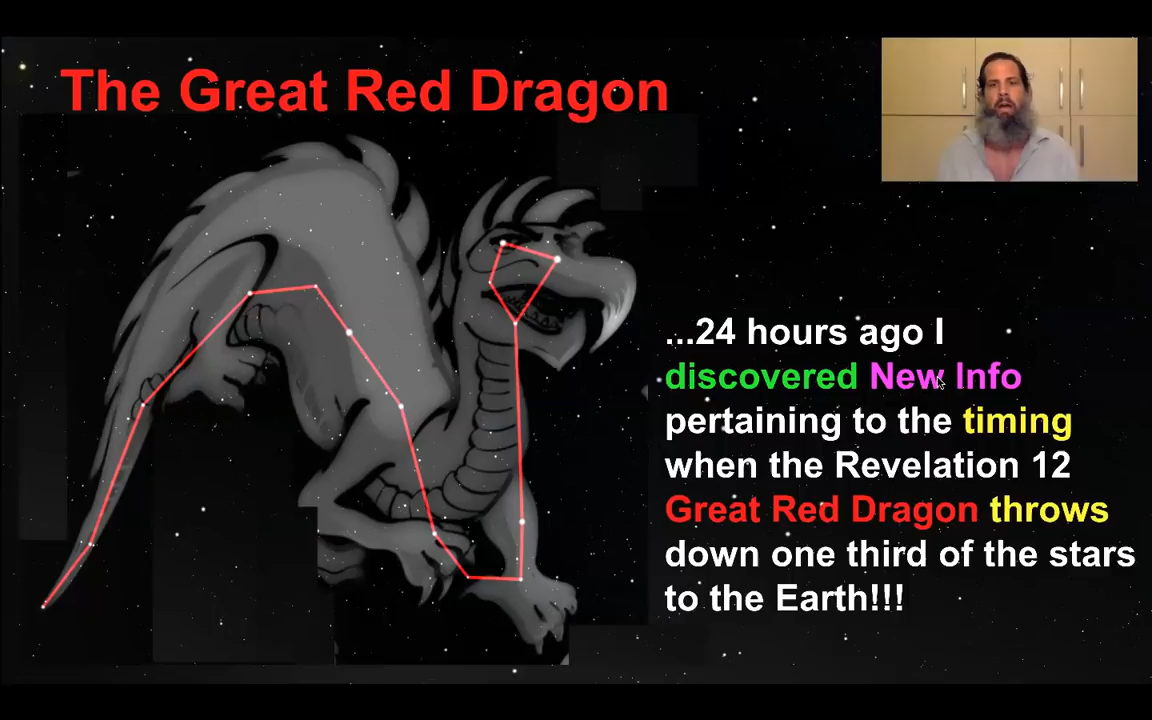 The Great Red Dragon
...24 hours ago I
discovered New Info
pertaining to the timing
when the Revelation 12
Great Red Dragon throws
down one third of the stars
to the Earth!!!